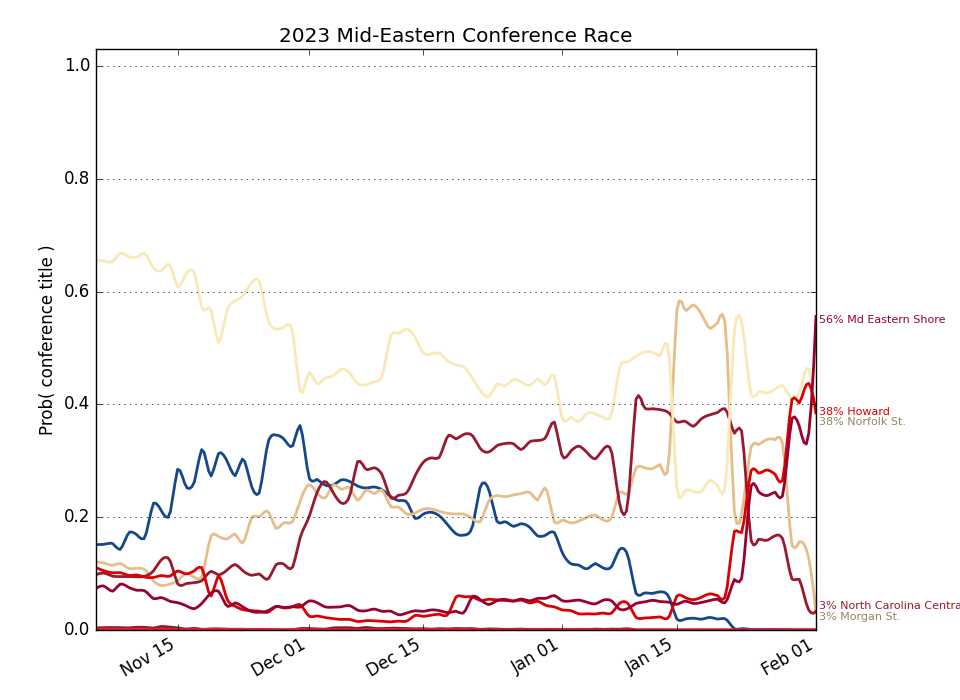 2023 Mid-Eastern Conference Race
1.0
0.8
0.6
0.4
0.2
0.0
Prob( conference title )
56% Md Eastern Shore
38% Howard
38% Norfolk St.
3% North Carolina Centra
3% Morgan St.
Nov 15
Dec 01
Dec 15
Jan 01
Jan 15
Feb 01